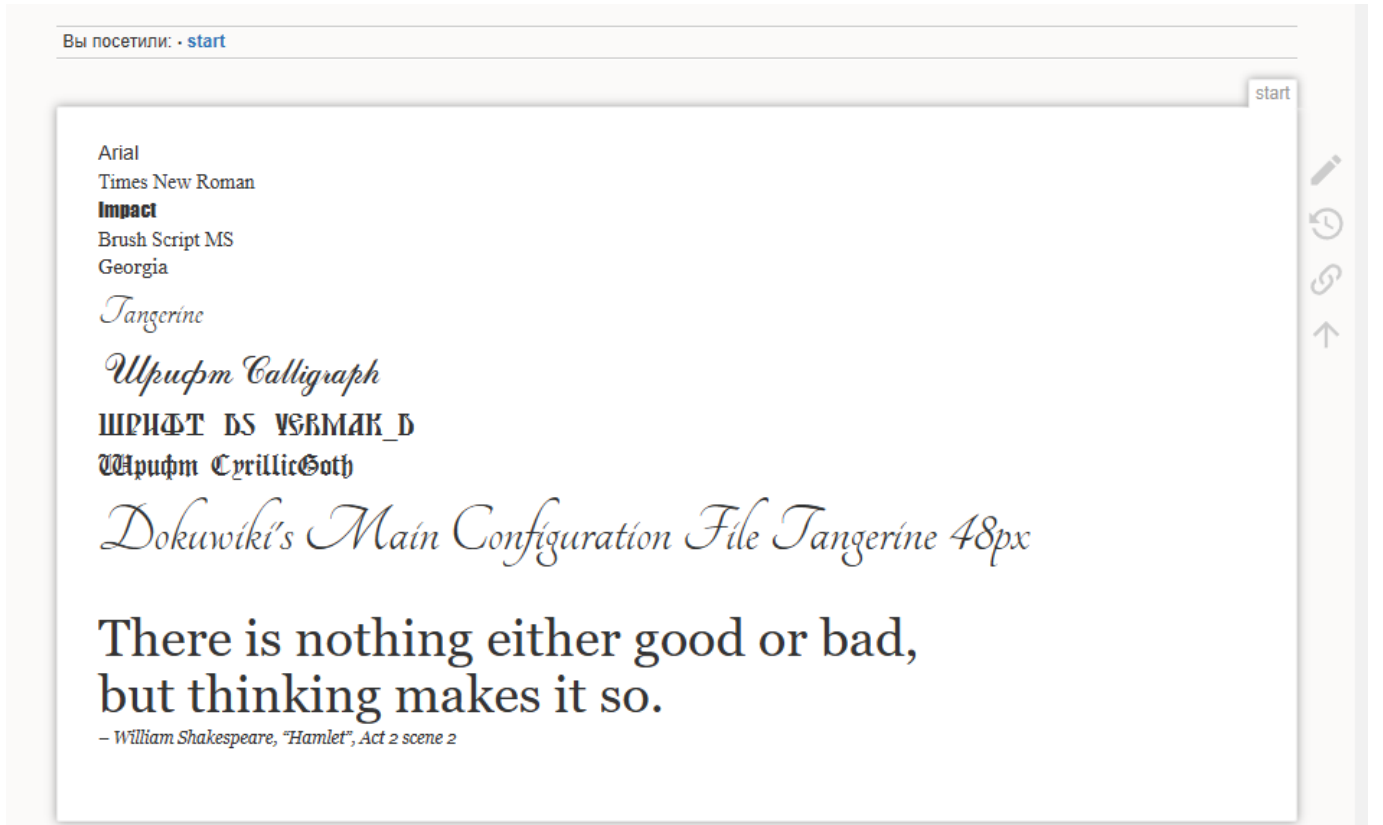 Вы посетили: • start
start
Arial
Times New Roman
Impact
Brush Script MS
Georgia
Tangerine
Шрифт Calligraph
ШРИФТ DS YERMAK_D
Шрифт CyrillicGoth
Dokuwiki's Main Configuration File Tangerine 48px
There is nothing either good or bad,
but thinking makes it so.
– William Shakespeare, “Hamlet”, Act 2 scene 2